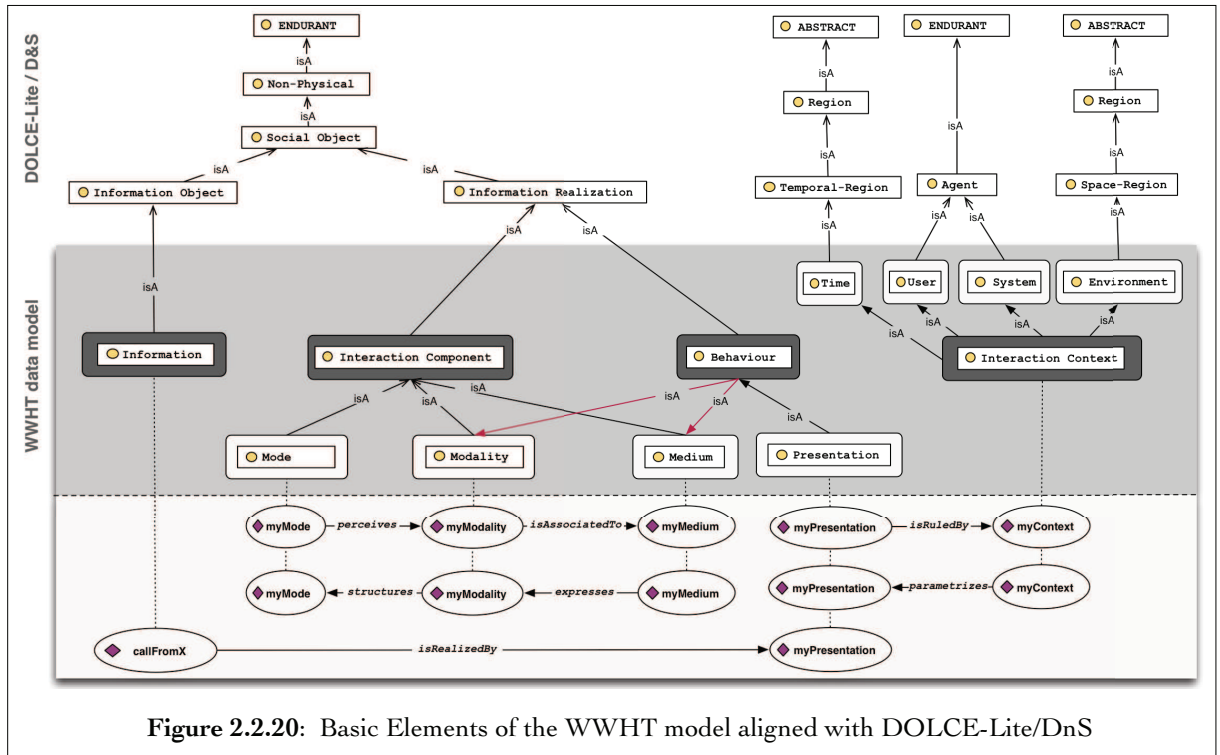 DOLCE-Lite / D&S
ENDURANT
ABSTRACT
ENDURANT
ABSTRACT
isA
isA
isA
isA
Non-Physical
Region
Region
isA
Social Object
isA
isA
isA
isA
Information Object
Information Realization
Temporal-Region
Agent
Space-Region
isA
isA
isA
isA
isA
isA
WWHT data model
isA
Time
User
System
Environment
isA
isA
isA
isA
Information
Interaction Component
Behaviour
Interaction Context
isA
isA
isA
isA
isA
isA
Mode
Modality
Medium
Presentation
myMode
perceives
myModality
isAssociatedTo
myMedium
myPresentation
isRuledBy
myContext
myMode
structures
myModality
expresses
myMedium
myPresentation
parametrizes
myContext
callFromX
isRealizedBy
myPresentation
Figure 2.2.20: Basic Elements of the WWHT model aligned with DOLCE-Lite/DnS